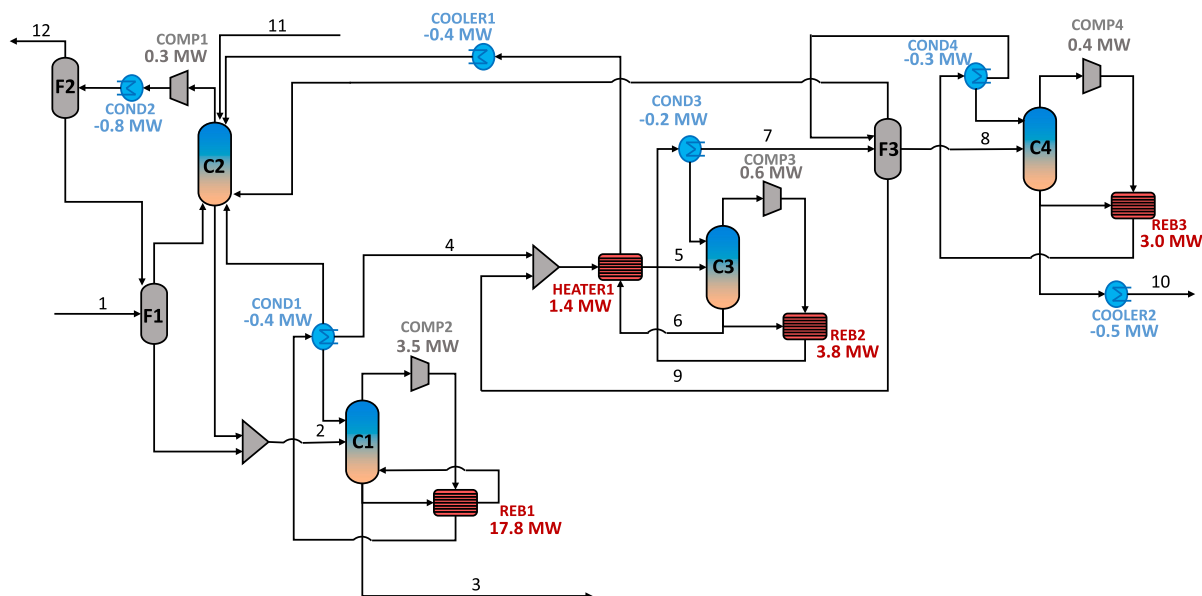 12
COMP1
0.3 MW
11
COOLER1
-0.4 MW
COMP4
0.4 MW
COND4
-0.3 MW
F2
COND2
-0.8 MW
COND3
-0.2 MW
7
F3
8
C4
C2
COMP3
0.6 MW
REB3
3.0 MW
4
5
C3
HEATER1
1.4 MW
10
COOLER2
-0.5 MW
1
F1
COND1
-0.4 MW
6
REB2
3.8 MW
COMP2
3.5 MW
9
2
C1
REB1
17.8 MW
3